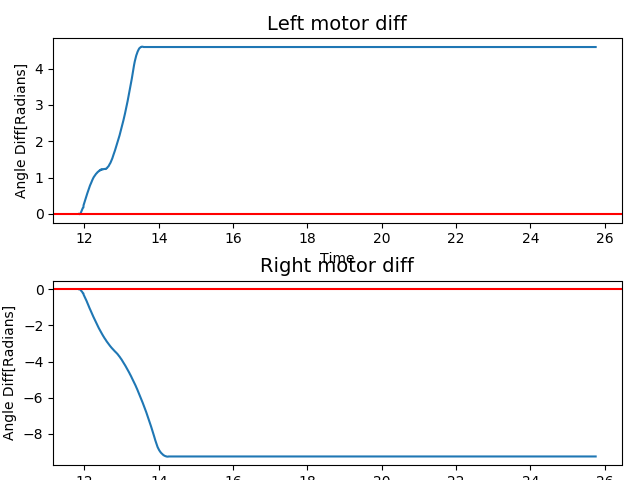 Left motor diff
Angle Diff[Radians]
4
3
2
1
0
12 14 16 18 20 22 24 26
Time
Right motor diff
Angle Diff[Radians]
0
−2
−4
−6
−8
12 14 16 18 20 22 24 26